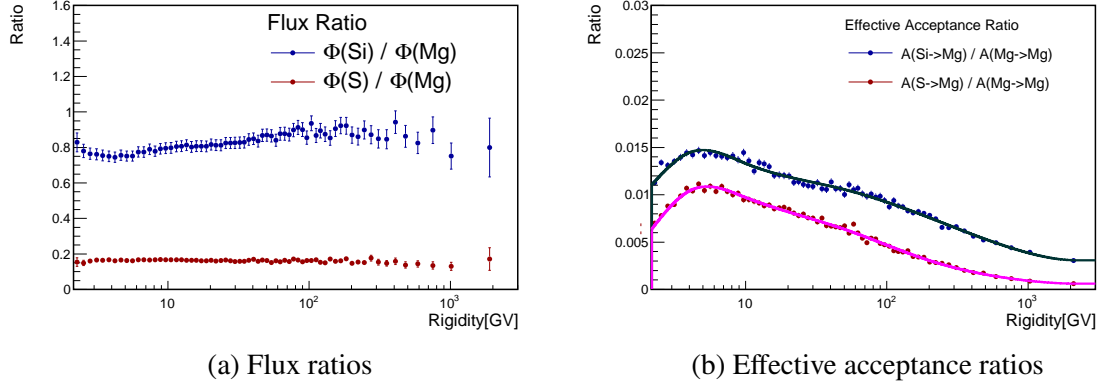 Ratio
1.6
1.4
1.2
1
0.8
0.6
0.4
0.2
0
Flux Ratio
Φ(Si) / Φ(Mg)
Φ(S) / Φ(Mg)
10
10²
10³
Rigidity[GV]
(a) Flux ratios
Ratio
0.03
0.025
0.02
0.015
0.01
0.005
0
Effective Acceptance Ratio
A(Si->Mg) / A(Mg->Mg)
A(S->Mg) / A(Mg->Mg)
10
10²
10³
Rigidity[GV]
(b) Effective acceptance ratios